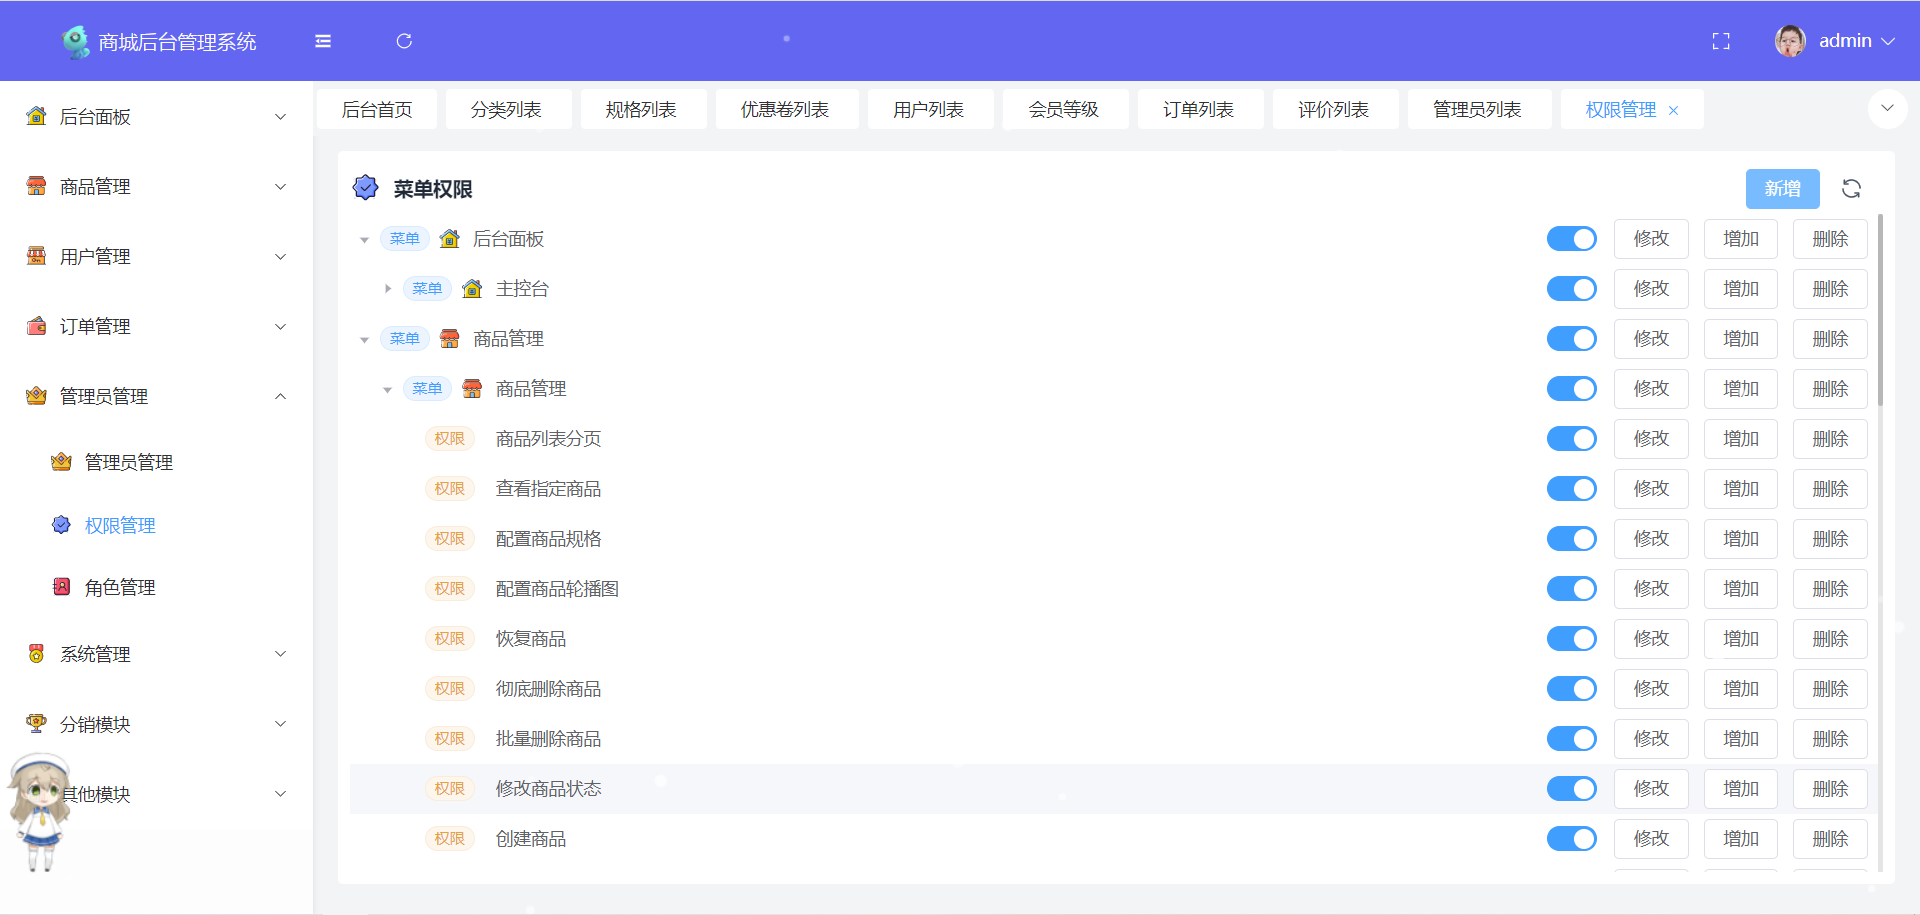 商城后台管理系统
admin
后台面板
商品管理
用户管理
订单管理
管理员管理
管理员管理
权限管理
角色管理
系统管理
分销模块
其他模块
后台首页 分类列表 规格列表 优惠卷列表 用户列表 会员等级 订单列表 评价列表 管理员列表 权限管理
菜单权限 新增
菜单 后台面板 修改 增加 删除
菜单 主控台 修改 增加 删除
菜单 商品管理 修改 增加 删除
菜单 商品管理 修改 增加 删除
权限 商品列表分页 修改 增加 删除
权限 查看指定商品 修改 增加 删除
权限 配置商品规格 修改 增加 删除
权限 配置商品轮播图 修改 增加 删除
权限 恢复商品 修改 增加 删除
权限 彻底删除商品 修改 增加 删除
权限 批量删除商品 修改 增加 删除
权限 修改商品状态 修改 增加 删除
权限 创建商品 修改 增加 删除